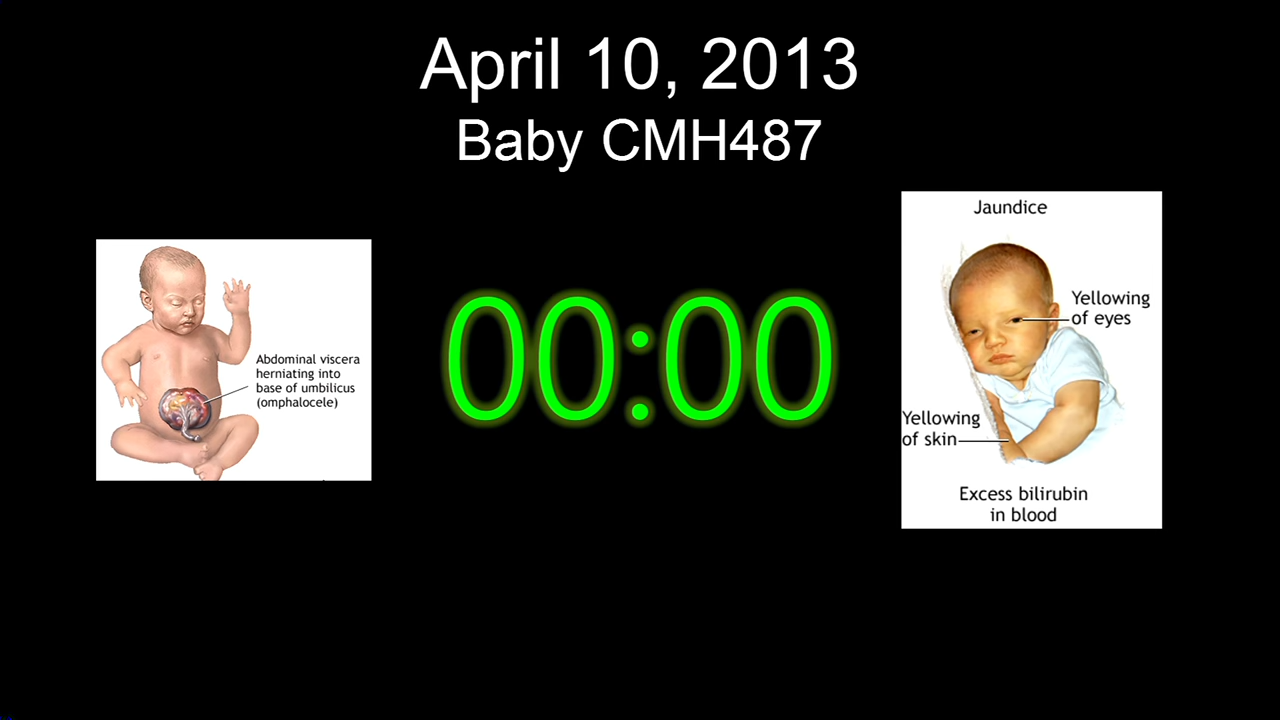 April 10, 2013
Baby CMH487
Abdominal viscera
herniating into
base of umbilicus
(omphalocele)
00:00
Jaundice
Yellowing
of eyes
Yellowing
of skin
Excess bilirubin
in blood